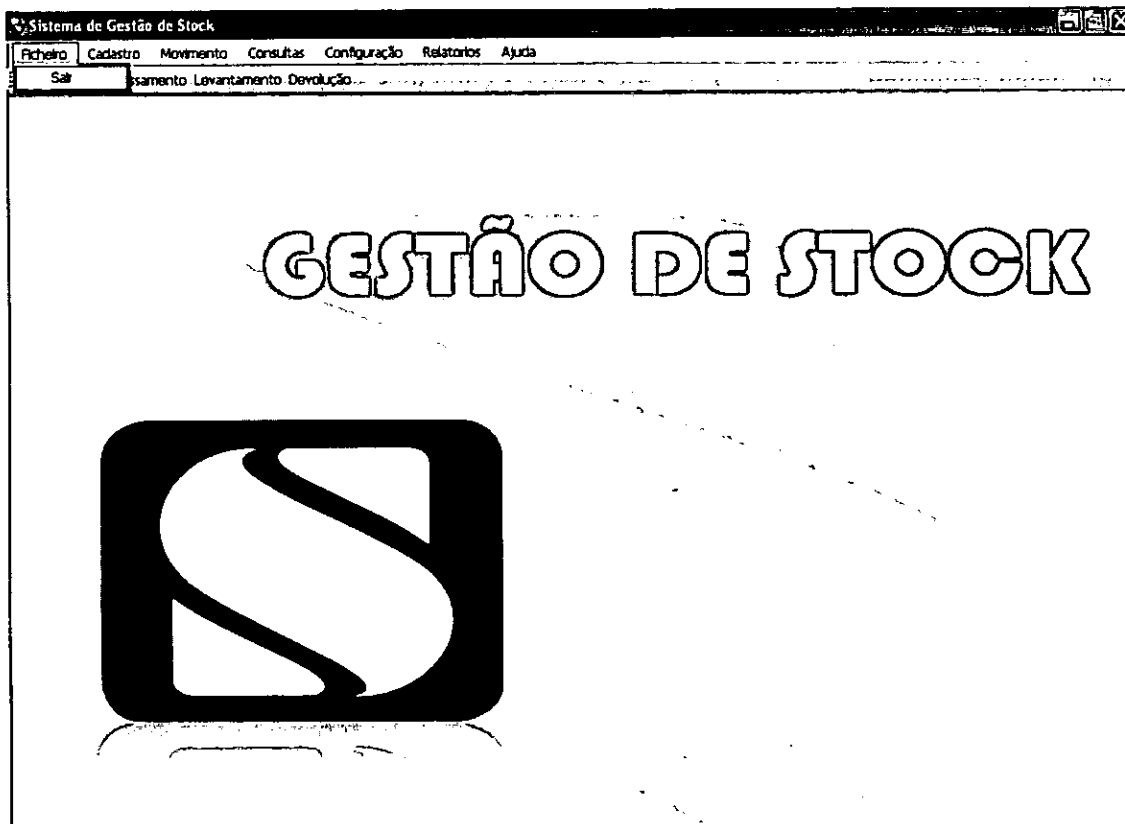 Sistema de Gestão de Stock
Ficheiro Cadastro Movimento Consultas Configuração Relatorios Ajuda
Sair ssamento Levantamento Devolução
GESTÃO DE STOCK
S